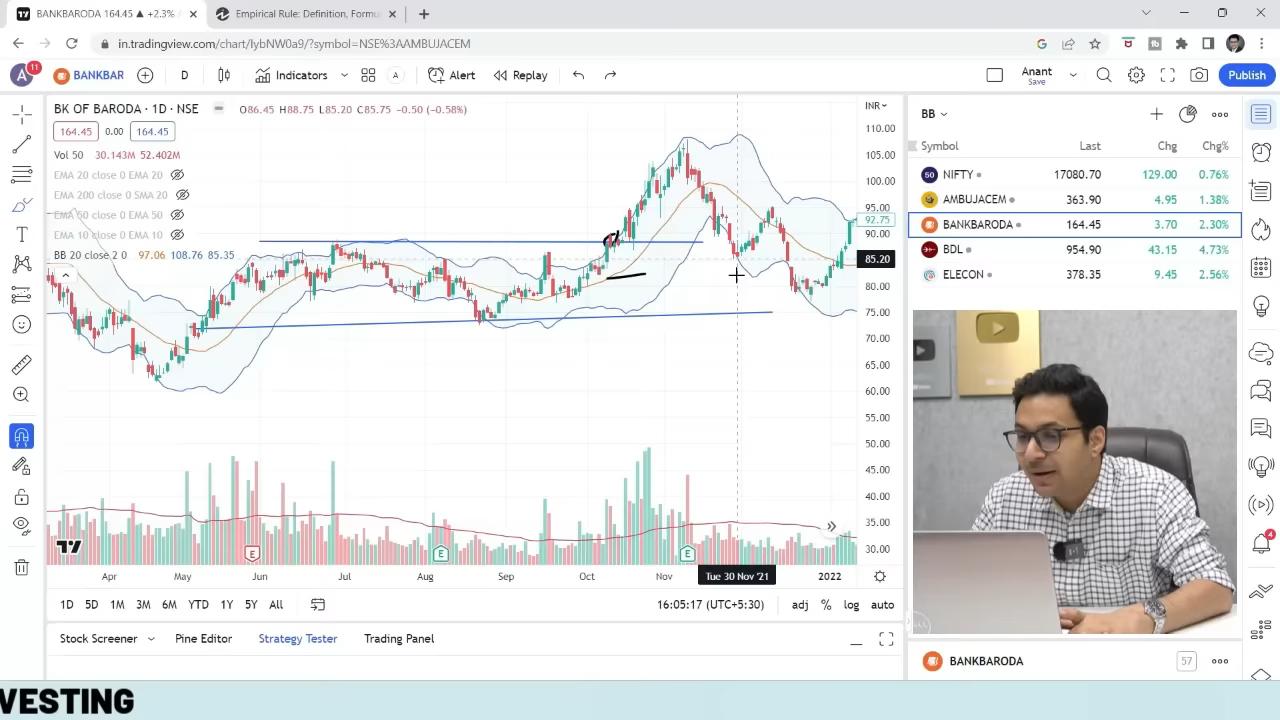 BANKBARODA 164.45 ▲ +2.3%
Empirical Rule: Definition, Formu
in.tradingview.com/chart/IybNW0a9/?symbol=NSE%3AAMBUJACEM
A 11 BANKBAR D Indicators A Alert Replay Anant Save Publish
BK OF BARODA · 1D · NSE O86.45 H88.75 L85.20 C85.75 −0.50 (−0.58%)
164.45 0.00 164.45
Vol 50 30.143M 52.402M
EMA 20 close 0 EMA 20
EMA 200 close 0 SMA 20
EMA 50 close 0 EMA 50
EMA 10 close 0 EMA 10
BB 20 close 2 0 97.06 108.76 85.35
INR
110.00
105.00
100.00
95.00
92.75
90.00
85.20
80.00
75.00
70.00
65.00
60.00
55.00
50.00
45.00
40.00
35.00
30.00
E E E
Apr May Jun Jul Aug Sep Oct Nov Tue 30 Nov '21 2022
1D 5D 1M 3M 6M YTD 1Y 5Y All 16:05:17 (UTC+5:30) adj % log auto
Stock Screener Pine Editor Strategy Tester Trading Panel
BB
Symbol Last Chg Chg%
50 NIFTY 17080.70 129.00 0.76%
AMBUJACEM 363.90 4.95 1.38%
BANKBARODA 164.45 3.70 2.30%
BDL 954.90 43.15 4.73%
ELECON 378.35 9.45 2.56%
4
DELL
BANKBARODA 57
VESTING